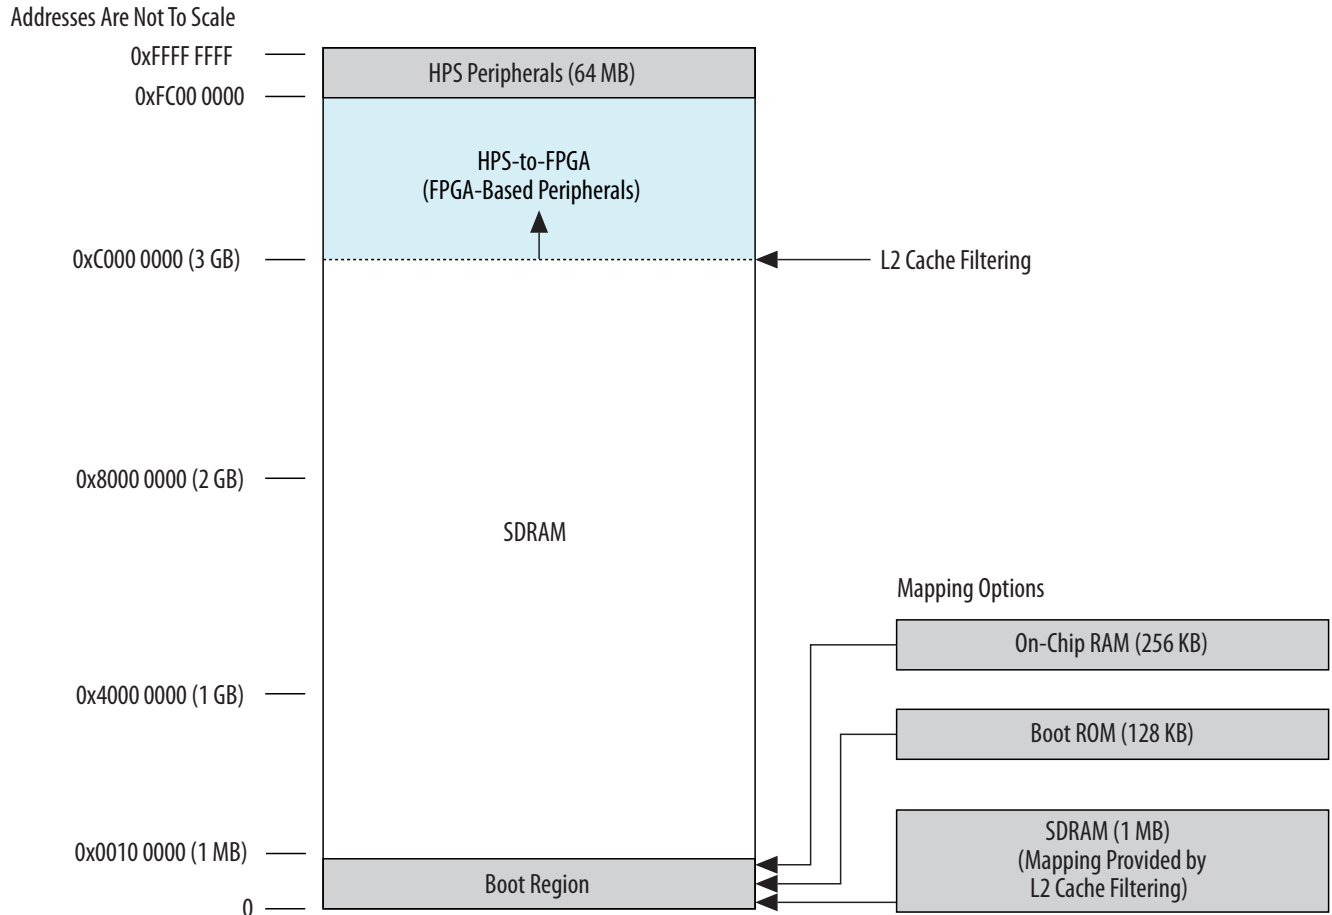 Addresses Are Not To Scale
0xFFFF FFFF
HPS Peripherals (64 MB)
0xFC00 0000
HPS-to-FPGA
(FPGA-Based Peripherals)
0xC000 0000 (3 GB)
L2 Cache Filtering
0x8000 0000 (2 GB)
SDRAM
Mapping Options
On-Chip RAM (256 KB)
0x4000 0000 (1 GB)
Boot ROM (128 KB)
SDRAM (1 MB)
(Mapping Provided by
L2 Cache Filtering)
0x0010 0000 (1 MB)
Boot Region
0